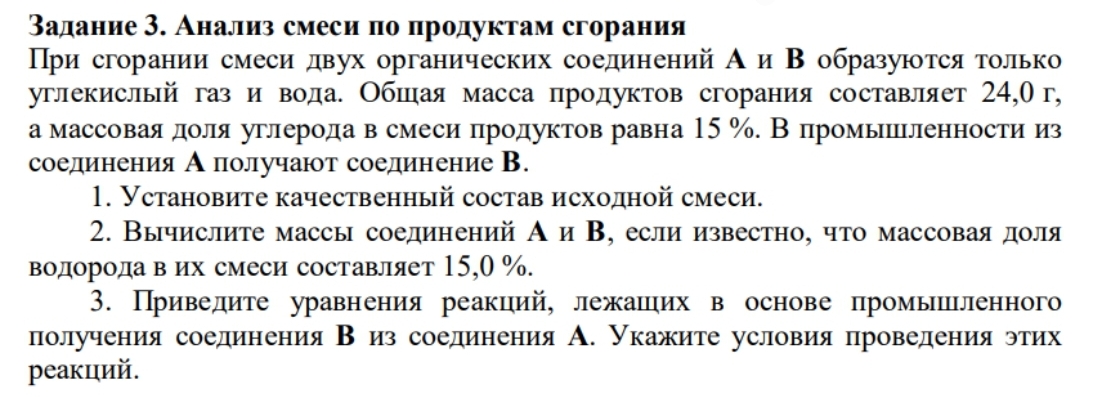 Задание 3. Анализ смеси по продуктам сгорания
При сгорании смеси двух органических соединений А и В образуются только
углекислый газ и вода. Общая масса продуктов сгорания составляет 24,0 г,
а массовая доля углерода в смеси продуктов равна 15 %. В промышленности из
соединения А получают соединение В.
1. Установите качественный состав исходной смеси.
2. Вычислите массы соединений А и В, если известно, что массовая доля
водорода в их смеси составляет 15,0 %.
3. Приведите уравнения реакций, лежащих в основе промышленного
получения соединения В из соединения А. Укажите условия проведения этих
реакций.